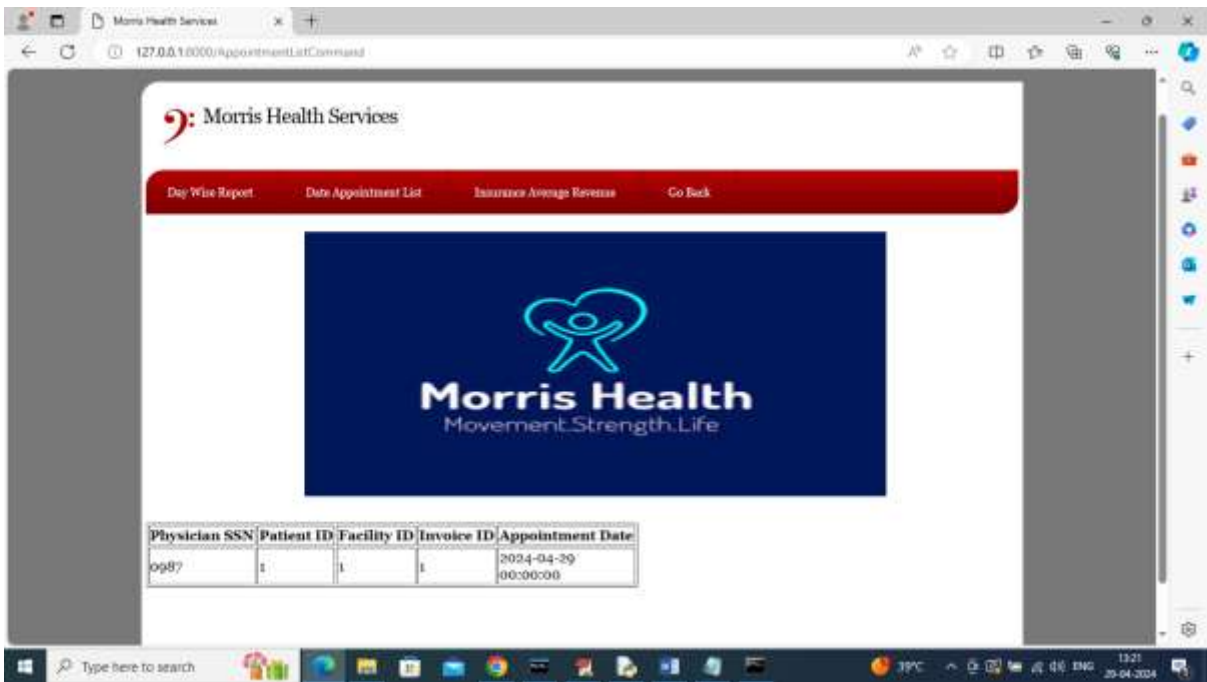 Morris Health Services
127.0.0.1:8000/AppointmentListCommand
Morris Health Services
Day Wise Report Date Appointment List Insurance Average Revenue Go Back
Morris Health
Movement.Strength.Life
Physician SSN Patient ID Facility ID Invoice ID Appointment Date
0987 1 1 1 2024-04-29
00:00:00
Type here to search
39°C
ENG
13:21
29-04-2024